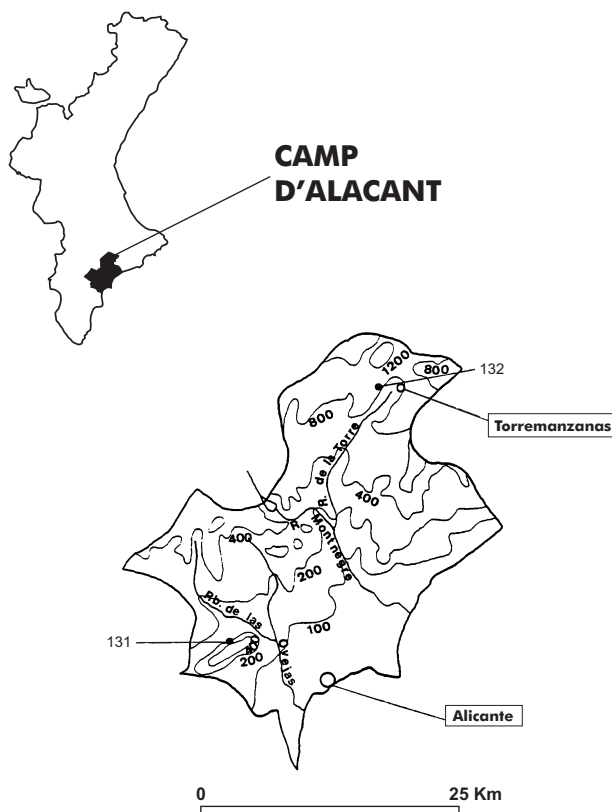 CAMP
D'ALACANT
1200
800
132
Torremanzanas
800
R. de la Torre
400
R. Montnegre
400
200
Rb. de las Ovejas
100
131
200
Alicante
0
25 Km